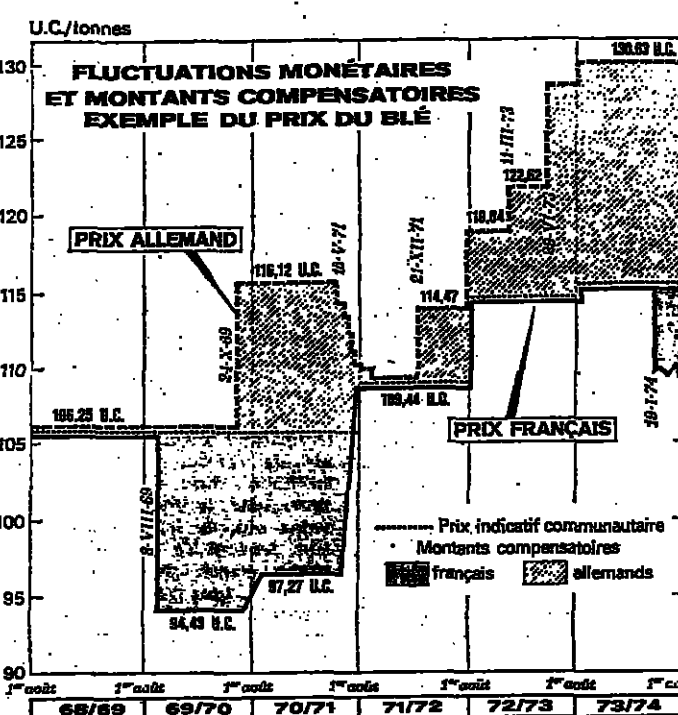 U.C./tonnes
130
FLUCTUATIONS MONÉTAIRES
ET MONTANTS COMPENSATOIRES
EXEMPLE DU PRIX DU BLÉ
130.63 U.C.
125
11-III-73
122,62
120
118,84
PRIX ALLEMAND
116,12 U.C.
19-V-71
21-XII-71
115
114,47
24-X-69
110
109,44 U.C.
19-I-74
106,25 U.C.
PRIX FRANÇAIS
105
8-VIII-69
100
97,27 U.C.
95
94,43 U.C.
Prix indicatif communautaire
Montants compensatoires
français allemands
90
1er août 1er août 1er août 1er août 1er août 1er août
68/69 69/70 70/71 71/72 72/73 73/74